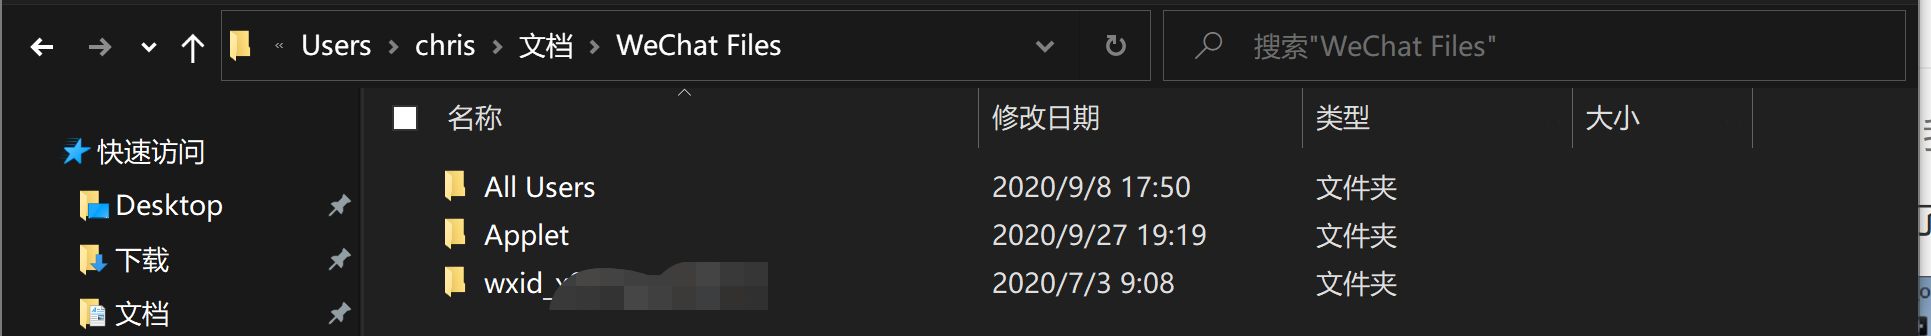 « Users > chris > 文档 > WeChat Files
搜索"WeChat Files"
名称 修改日期 类型 大小
快速访问
Desktop
下载
文档
All Users 2020/9/8 17:50 文件夹
Applet 2020/9/27 19:19 文件夹
wxid_ 2020/7/3 9:08 文件夹